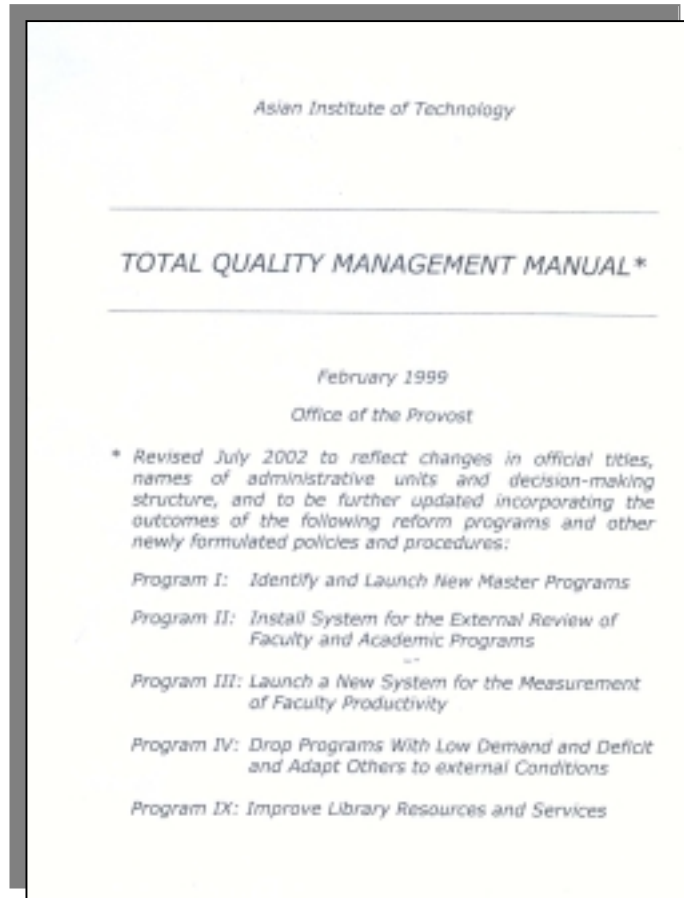 Asian Institute of Technology
TOTAL QUALITY MANAGEMENT MANUAL*
February 1999
Office of the Provost
* Revised July 2002 to reflect changes in official titles,
names of administrative units and decision-making
structure, and to be further updated incorporating the
outcomes of the following reform programs and other
newly formulated policies and procedures:
Program I: Identify and Launch New Master Programs
Program II: Install System for the External Review of
Faculty and Academic Programs
Program III: Launch a New System for the Measurement
of Faculty Productivity
Program IV: Drop Programs With Low Demand and Deficit
and Adapt Others to external Conditions
Program IX: Improve Library Resources and Services